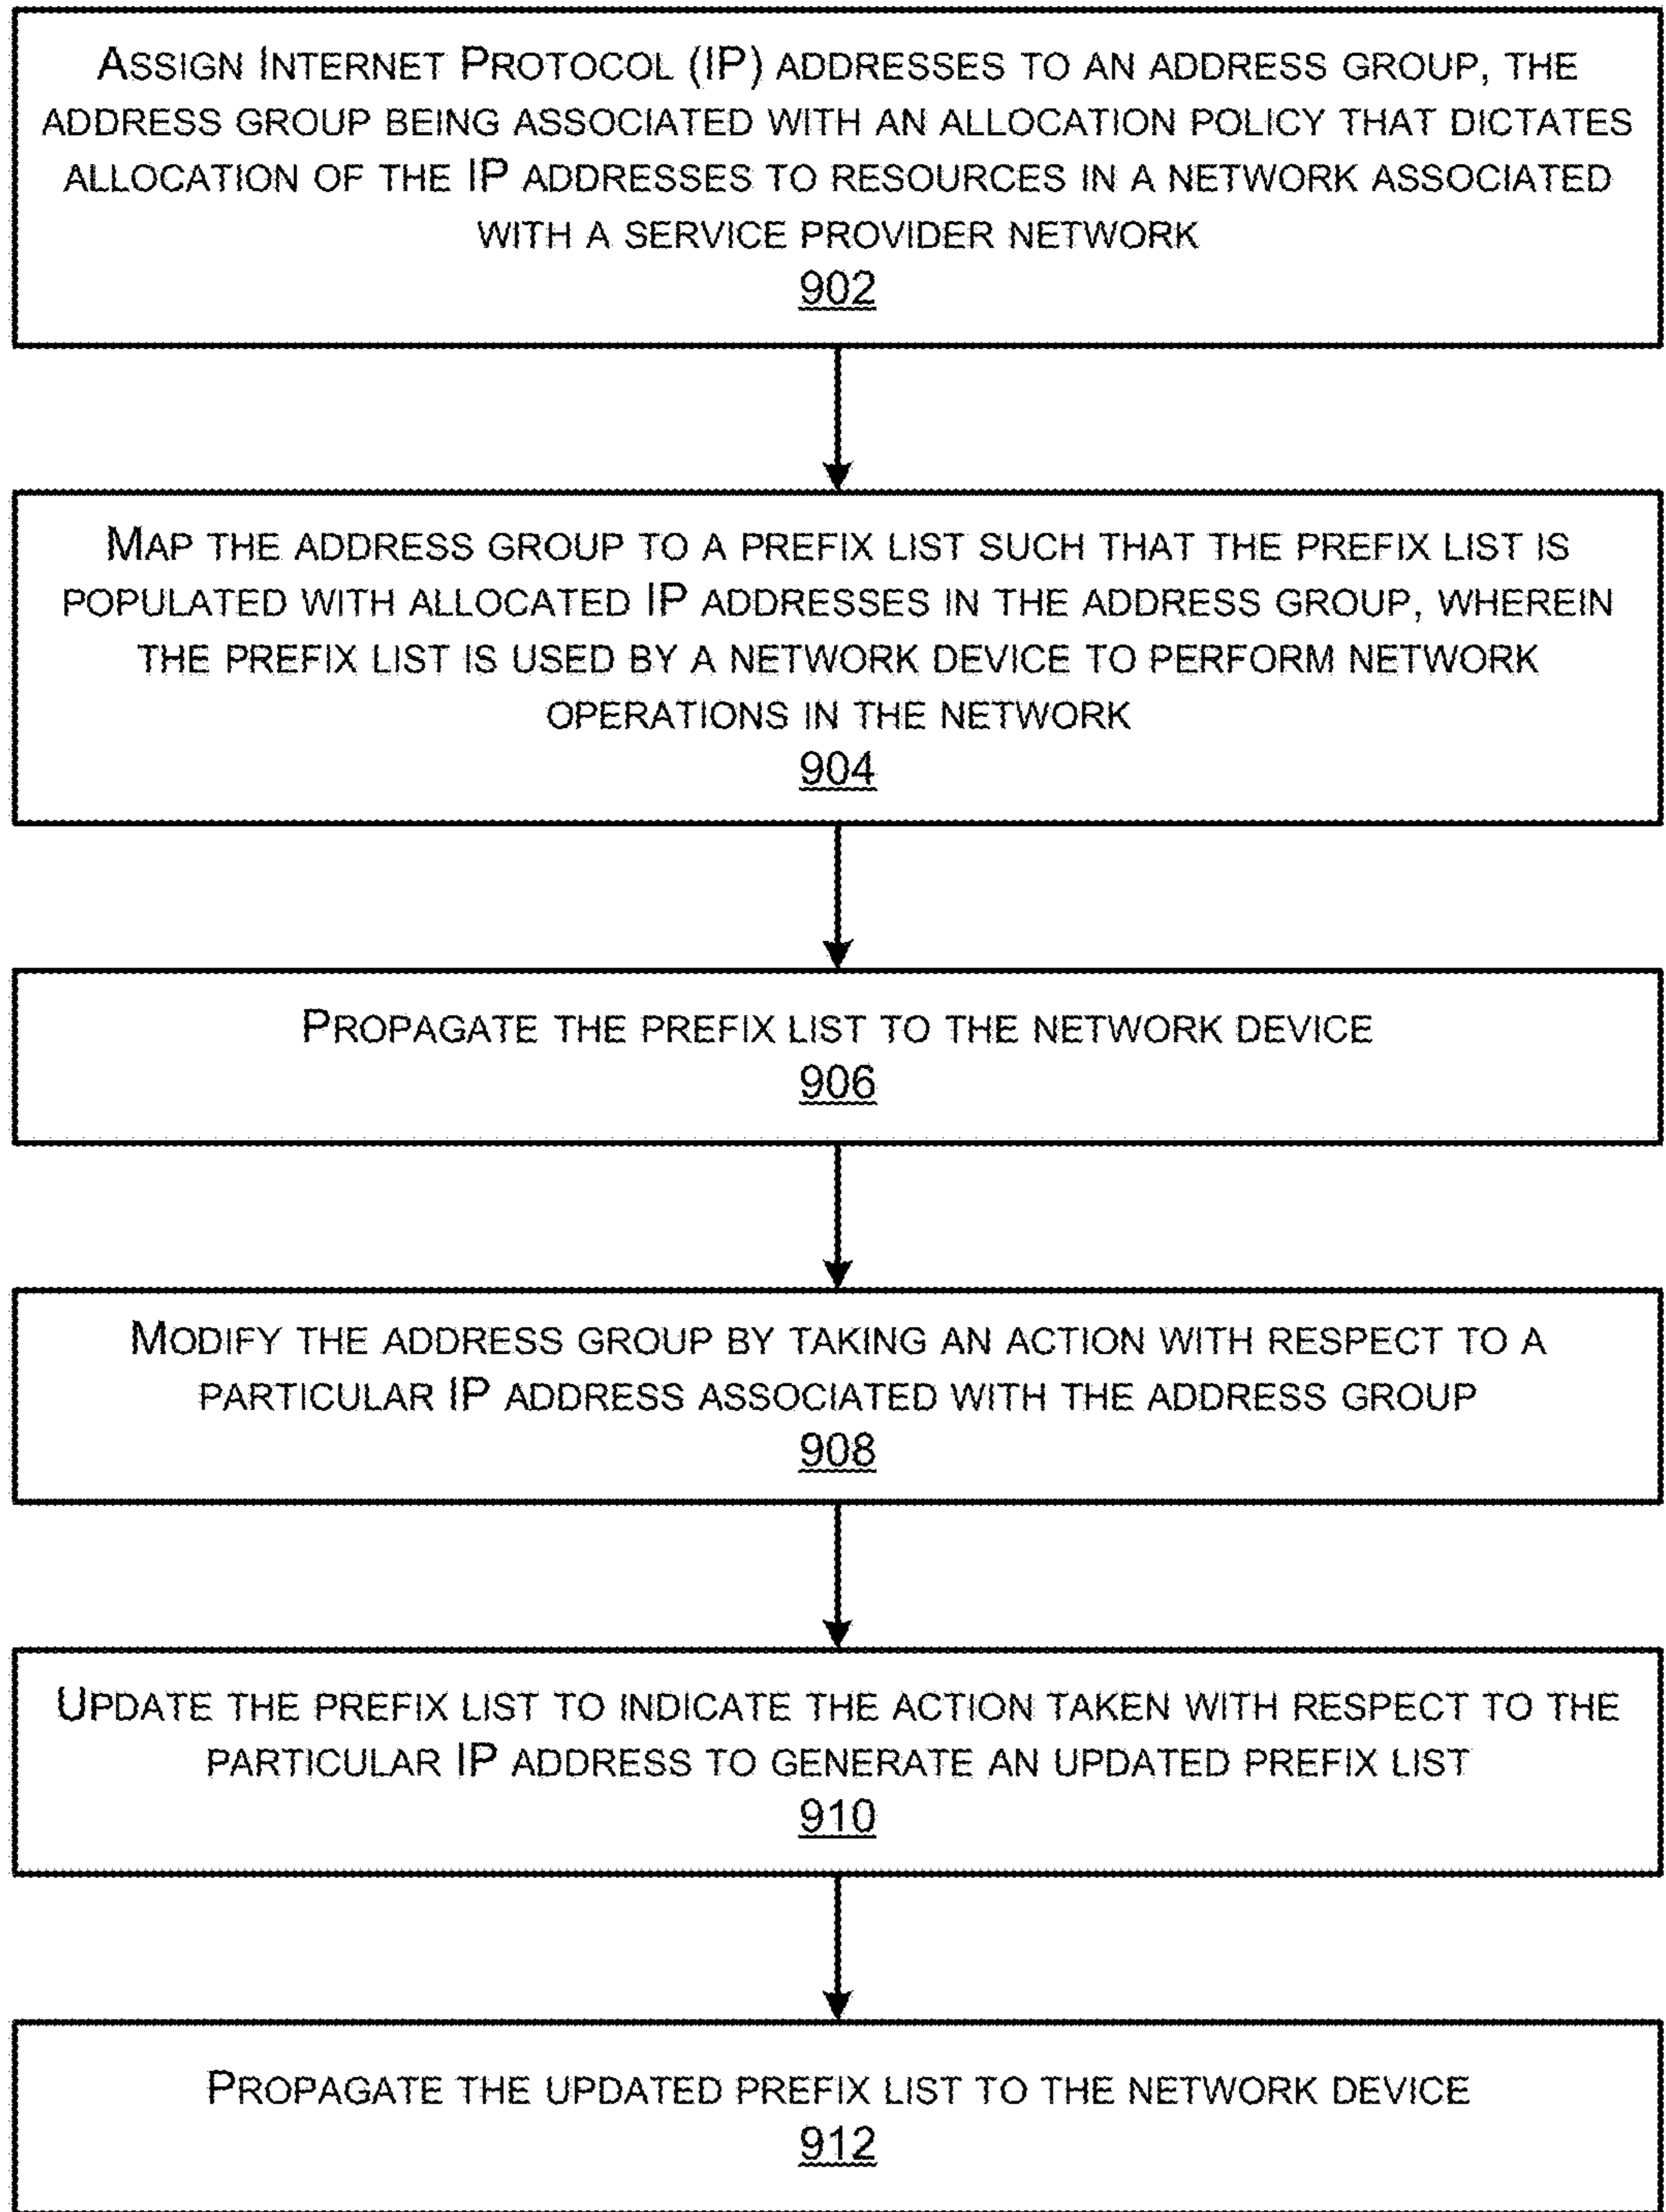 ASSIGN INTERNET PROTOCOL (IP) ADDRESSES TO AN ADDRESS GROUP, THE
ADDRESS GROUP BEING ASSOCIATED WITH AN ALLOCATION POLICY THAT DICTATES
ALLOCATION OF THE IP ADDRESSES TO RESOURCES IN A NETWORK ASSOCIATED
WITH A SERVICE PROVIDER NETWORK
902
MAP THE ADDRESS GROUP TO A PREFIX LIST SUCH THAT THE PREFIX LIST IS
POPULATED WITH ALLOCATED IP ADDRESSES IN THE ADDRESS GROUP, WHEREIN
THE PREFIX LIST IS USED BY A NETWORK DEVICE TO PERFORM NETWORK
OPERATIONS IN THE NETWORK
904
PROPAGATE THE PREFIX LIST TO THE NETWORK DEVICE
906
MODIFY THE ADDRESS GROUP BY TAKING AN ACTION WITH RESPECT TO A
PARTICULAR IP ADDRESS ASSOCIATED WITH THE ADDRESS GROUP
908
UPDATE THE PREFIX LIST TO INDICATE THE ACTION TAKEN WITH RESPECT TO THE
PARTICULAR IP ADDRESS TO GENERATE AN UPDATED PREFIX LIST
910
PROPAGATE THE UPDATED PREFIX LIST TO THE NETWORK DEVICE
912